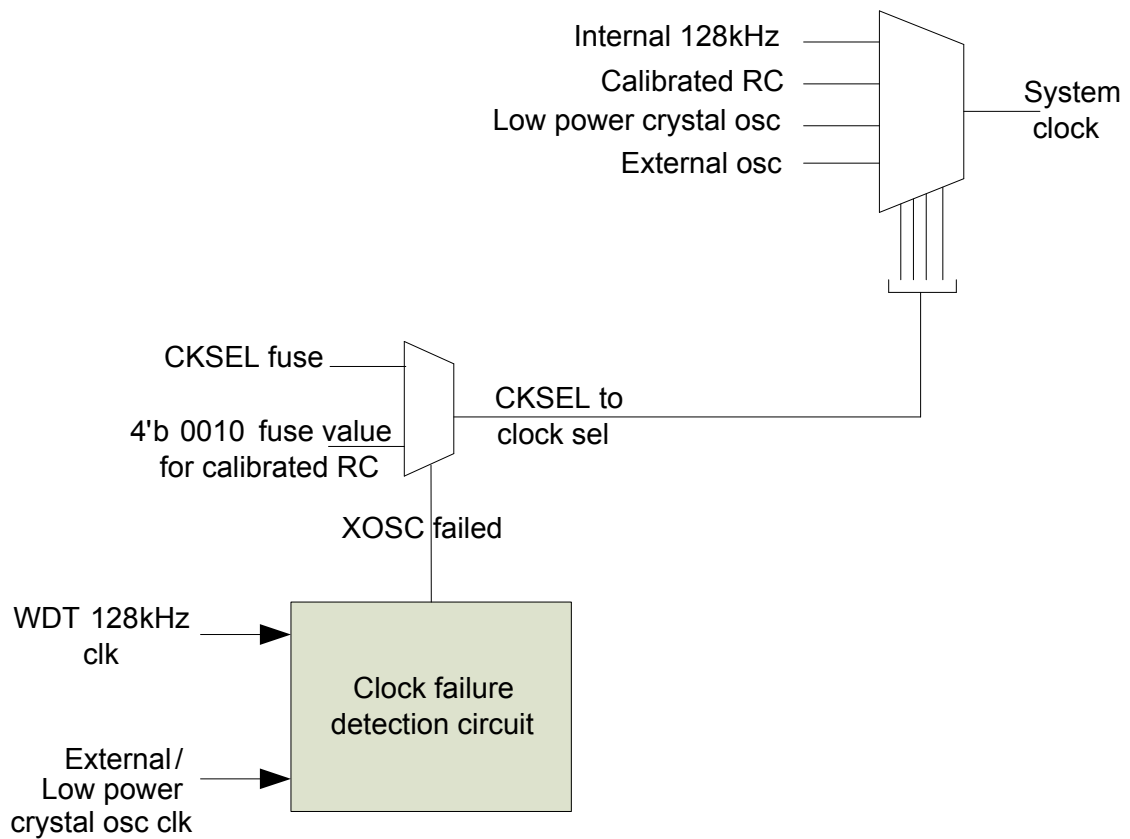 Internal 128kHz
Calibrated RC
Low power crystal osc
External osc
System
clock
CKSEL fuse
4'b 0010 fuse value
for calibrated RC
CKSEL to
clock sel
XOSC failed
WDT 128kHz
clk
Clock failure
detection circuit
External/
Low power
crystal osc clk